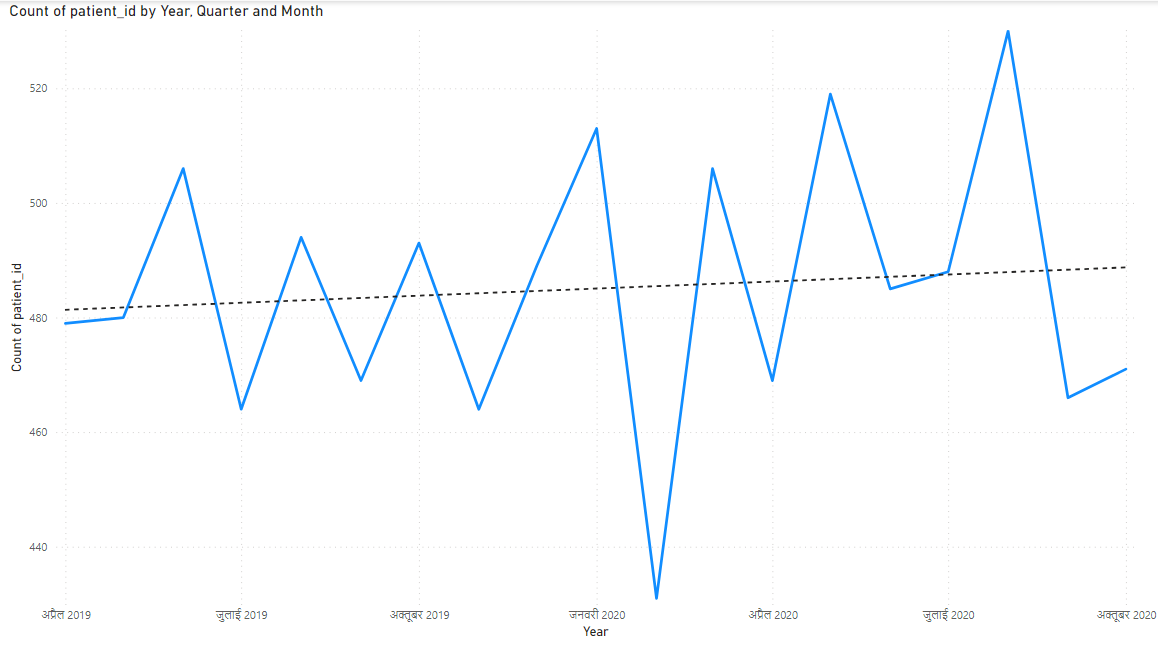 Count of patient_id by Year, Quarter and Month
520
500
480
460
440
Count of patient_id
अप्रैल 2019 जुलाई 2019 अक्तूबर 2019 जनवरी 2020 अप्रैल 2020 जुलाई 2020 अक्तूबर 2020
Year